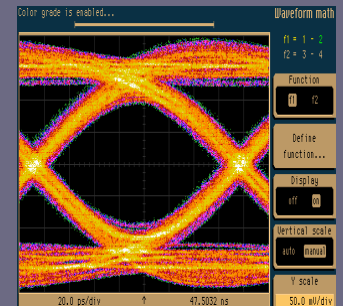 Color grade is enabled...
Waveform math
f1 = 1 - 2
f2 = 3 - 4
Function
f1 f2
Define
function...
Display
off on
Vertical scale
auto manual
Y scale
50.0 mV/div
20.0 ps/div ↑ 47.5032 ns